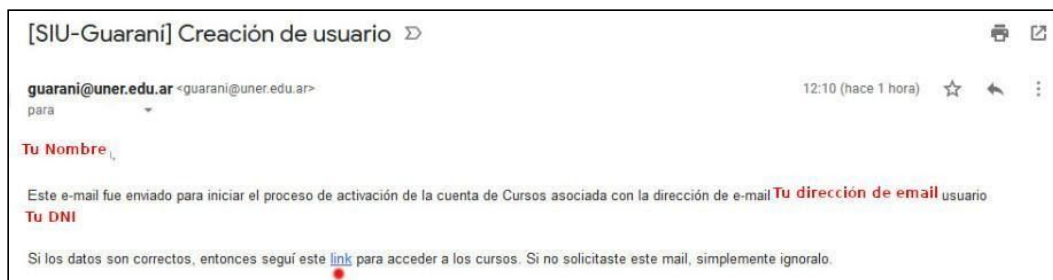 [SIU-Guaraní] Creación de usuario
guarani@uner.edu.ar <guarani@uner.edu.ar>
12:10 (hace 1 hora)
para
Tu Nombre ,
Este e-mail fue enviado para iniciar el proceso de activación de la cuenta de Cursos asociada con la dirección de e-mail Tu dirección de email usuario
Tu DNI
Si los datos son correctos, entonces seguí este link para acceder a los cursos. Si no solicitaste este mail, simplemente ignoralo.